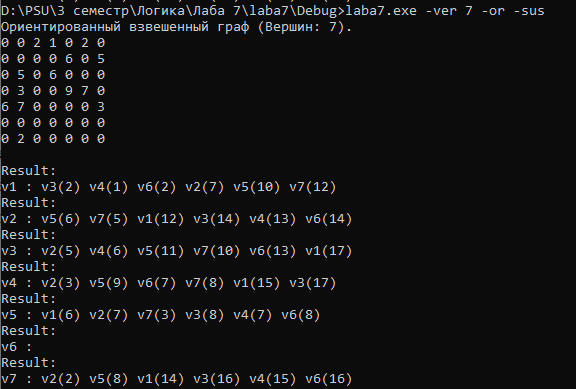 D:\PSU\3 семестр\Логика\Лаба 7\laba7\Debug>laba7.exe -ver 7 -or -sus
Ориентированный взвешенный граф (Вершин: 7).
0 0 2 1 0 2 0
0 0 0 0 6 0 5
0 5 0 6 0 0 0
0 3 0 0 9 7 0
6 7 0 0 0 0 3
0 0 0 0 0 0 0
0 2 0 0 0 0 0
Result:
v1 : v3(2) v4(1) v6(2) v2(7) v5(10) v7(12)
Result:
v2 : v5(6) v7(5) v1(12) v3(14) v4(13) v6(14)
Result:
v3 : v2(5) v4(6) v5(11) v7(10) v6(13) v1(17)
Result:
v4 : v2(3) v5(9) v6(7) v7(8) v1(15) v3(17)
Result:
v5 : v1(6) v2(7) v7(3) v3(8) v4(7) v6(8)
Result:
v6 :
Result:
v7 : v2(2) v5(8) v1(14) v3(16) v4(15) v6(16)